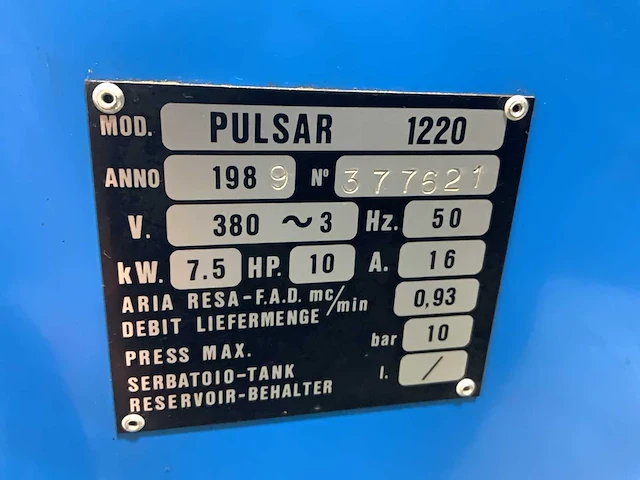 MOD. PULSAR 1220
ANNO 1989 Nº 377621
V. 380 ~ 3 Hz. 50
kW. 7.5 HP. 10 A. 16
ARIA RESA-F.A.D. mc/min 0,93
DEBIT LIEFERMENGE
PRESS MAX. bar 10
SERBATOIO-TANK l. /
RESERVOIR-BEHALTER